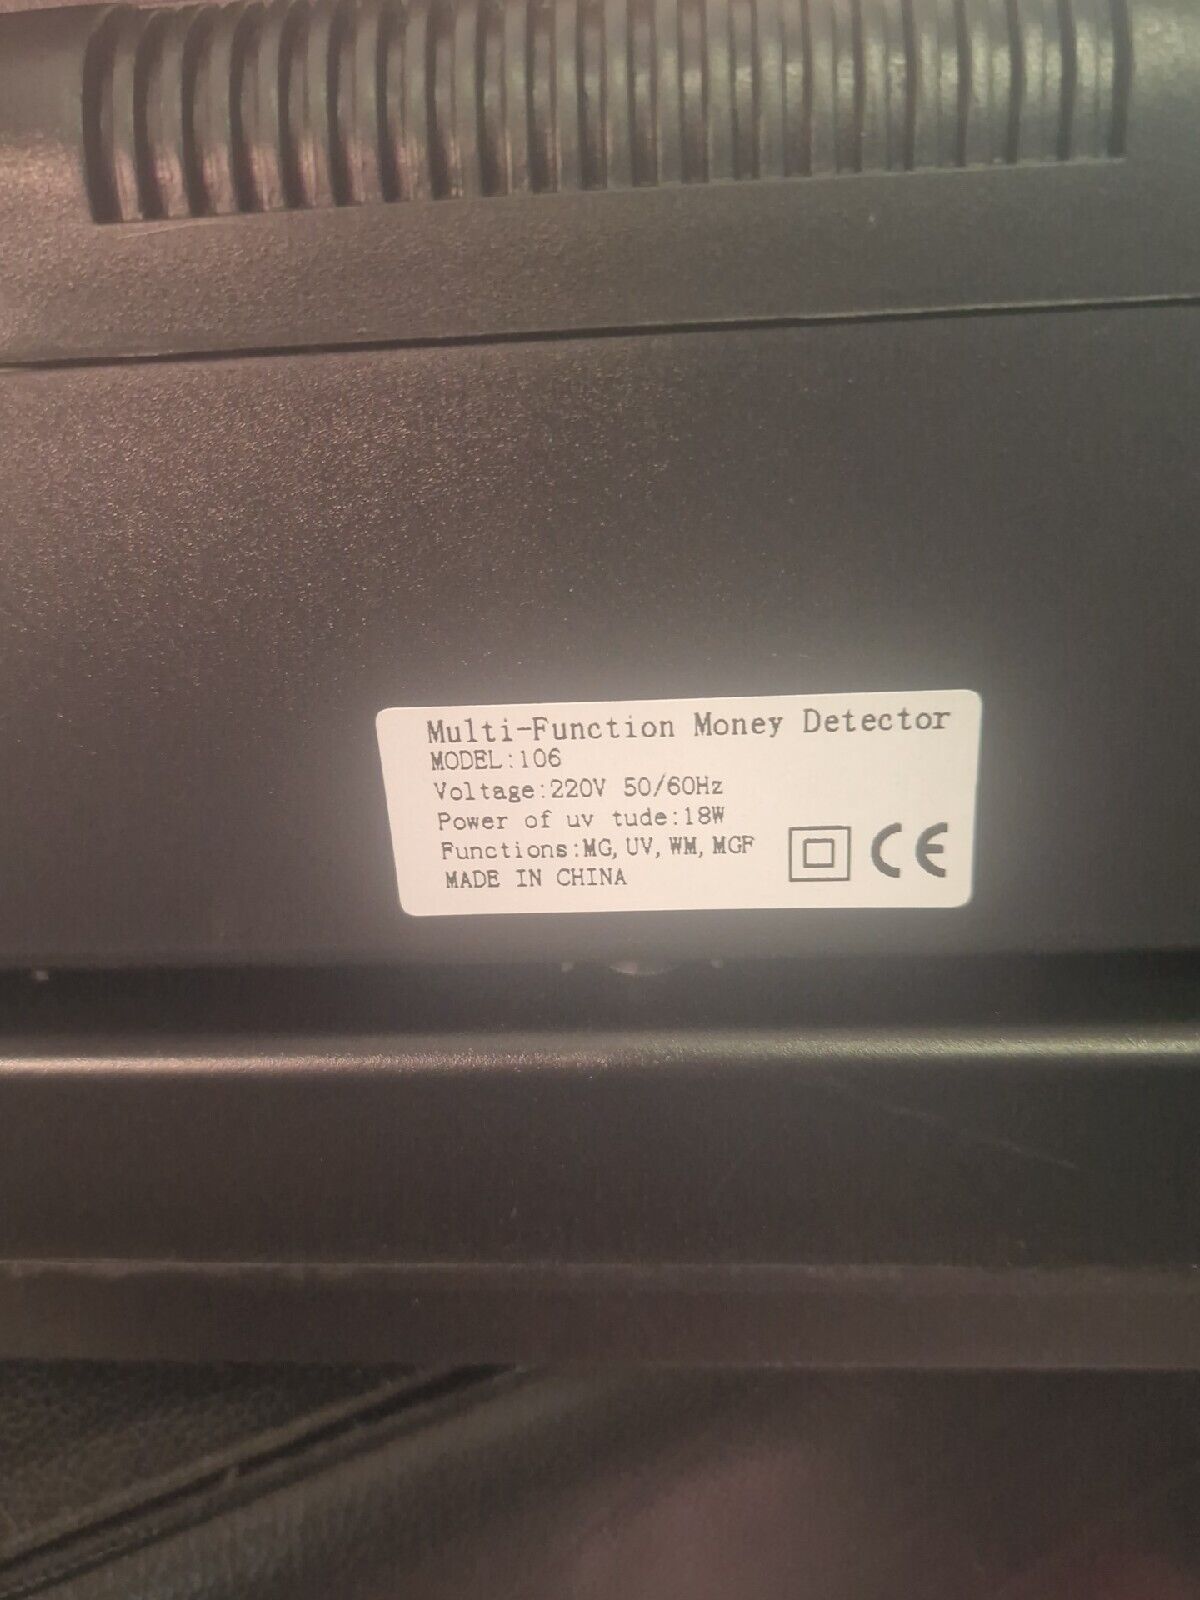 Multi-Function Money Detector
MODEL:106
Voltage:220V 50/60Hz
Power of uv tude:18W
Functions:MG, UV, WM, MGF
MADE IN CHINA
CE